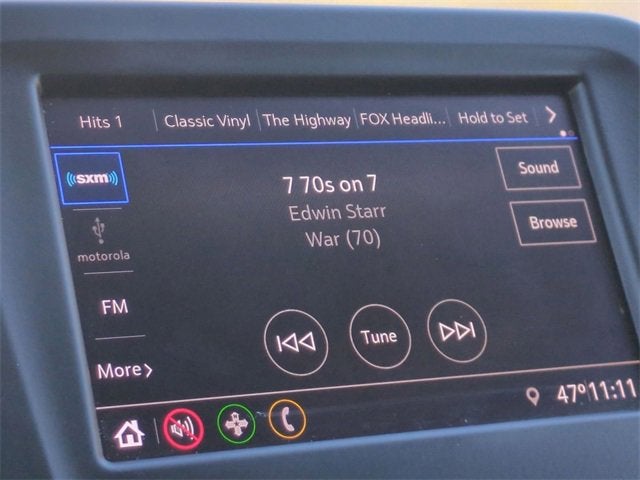 Hits 1 Classic Vinyl The Highway FOX Headli... Hold to Set
((sxm))
7 70s on 7
Edwin Starr
War (70)
Sound
Browse
motorola
FM
More
Tune
47° 11:11